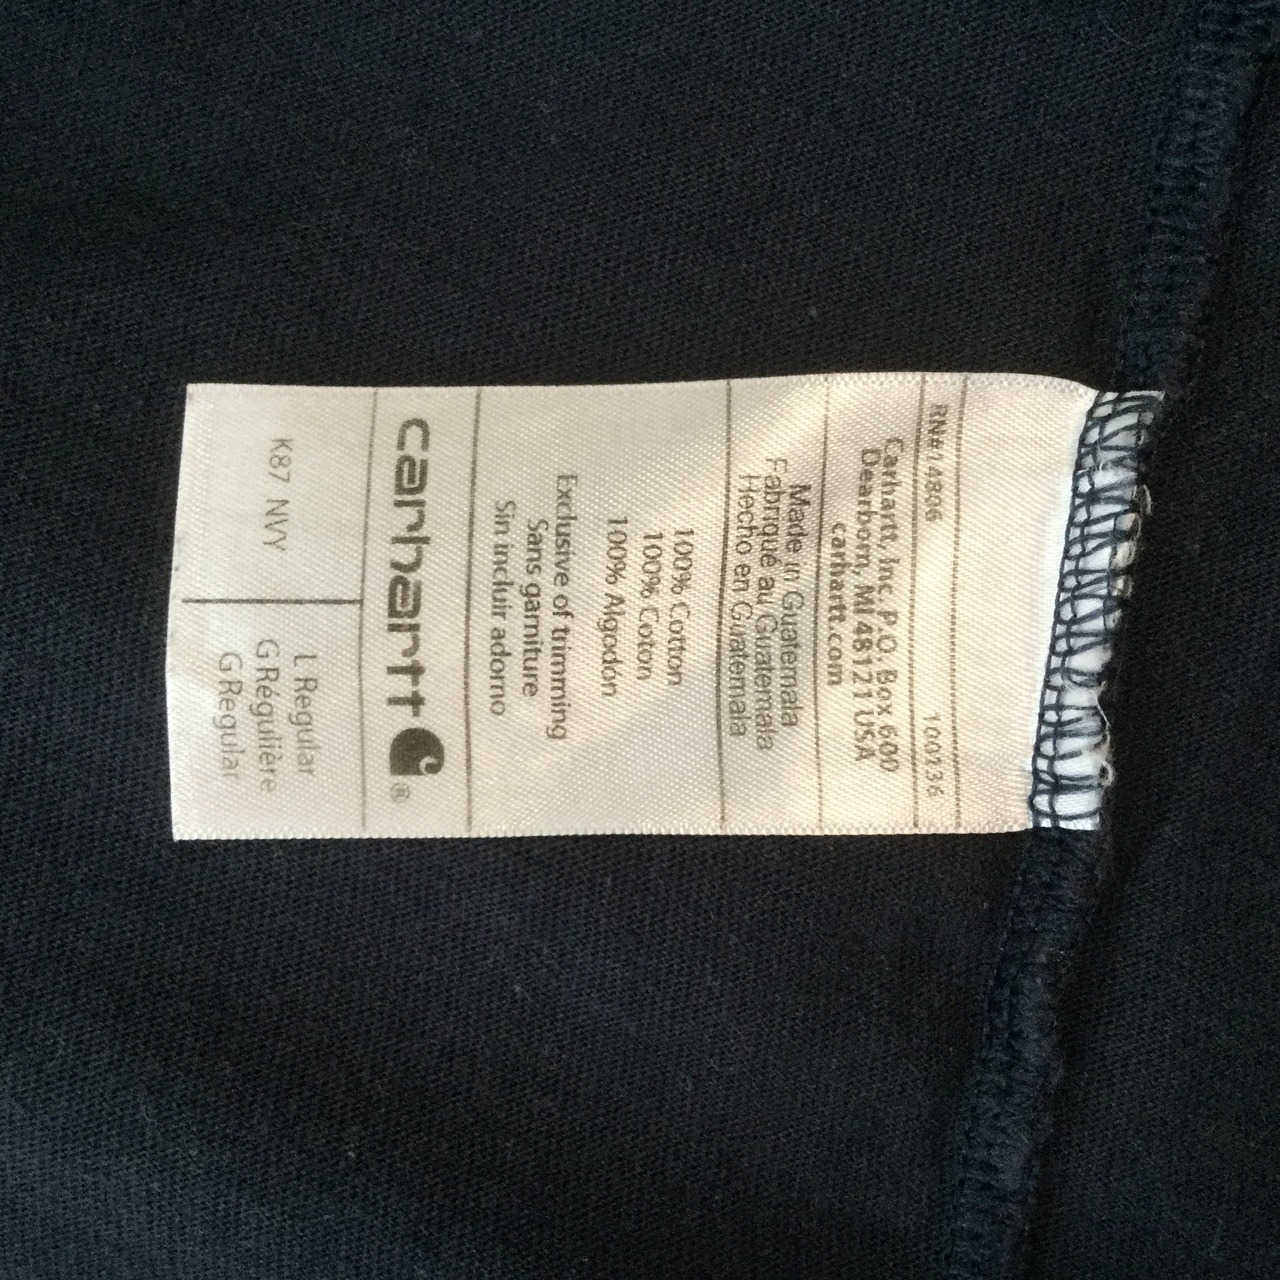 RN#14806 100136
Carhartt, Inc. P.O. Box 600
Dearborn, MI 48121 USA
carhartt.com
Made in Guatemala
Fabriqué au Guatemala
Hecho en Guatemala
100% Cotton
100% Coton
100% Algodón
Exclusive of trimming
Sans garniture
Sin incluir adorno
carhartt ®
K87 NVY
L Regular
G Régulière
G Regular